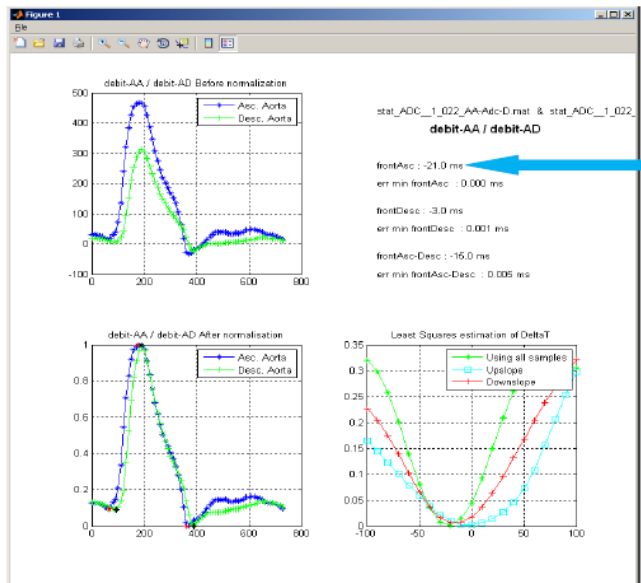 Figure 1
File
debit-AA / debit-AD Before normalization
500
400
300
200
100
0
-100
0
200
400
600
800
Asc. Aorta
Desc. Aorta
stat_ADC__1_022_AA-Adc-D.mat & stat_ADC__1_022_
debit-AA / debit-AD
frontAsc : -21.0 ms
err min frontAsc : 0.000 ms
frontDesc : -3.0 ms
err min frontDesc : 0.001 ms
frontAsc-Desc : -16.0 ms
err min frontAsc-Desc : 0.005 ms
debit-AA / debit-AD After normalisation
1
0.8
0.6
0.4
0.2
0
0
200
400
600
800
Asc. Aorta
Desc. Aorta
Least Squares estimation of DeltaT
0.35
0.3
0.25
0.2
0.15
0.1
0.05
0
-100
-50
0
50
100
Using all samples
Upslope
Downslope